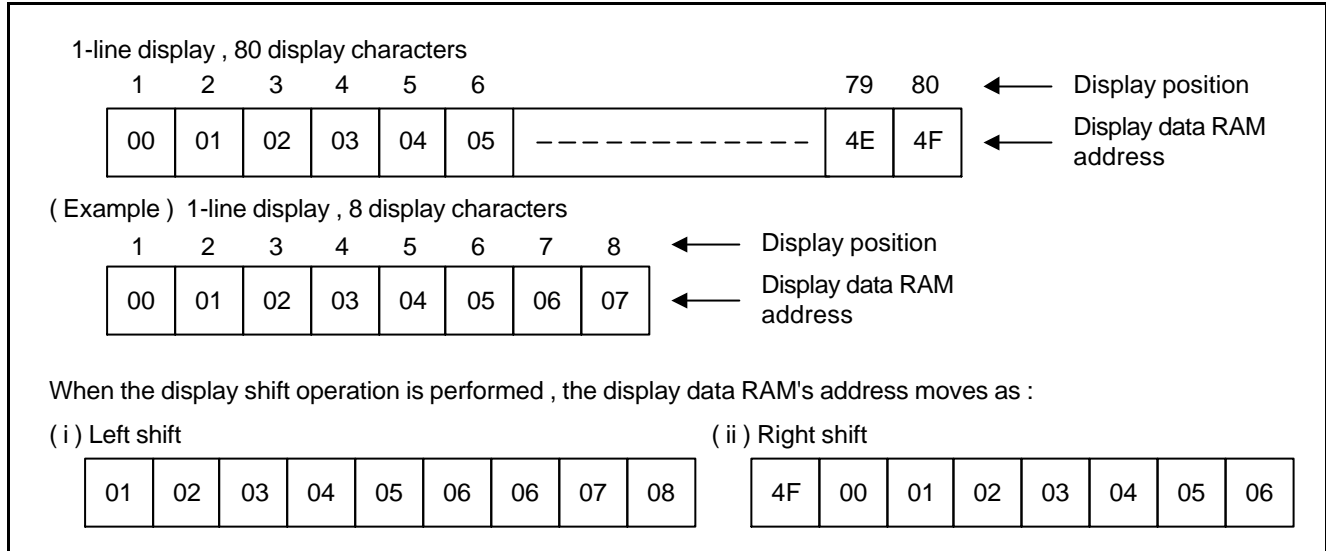 1-line display , 80 display characters
1 2 3 4 5 6 79 80 Display position
00 01 02 03 04 05 4E 4F Display data RAM address
( Example ) 1-line display , 8 display characters
1 2 3 4 5 6 7 8 Display position
00 01 02 03 04 05 06 07 Display data RAM address
When the display shift operation is performed , the display data RAM's address moves as :
( i ) Left shift ( ii ) Right shift
01 02 03 04 05 06 06 07 08 4F 00 01 02 03 04 05 06